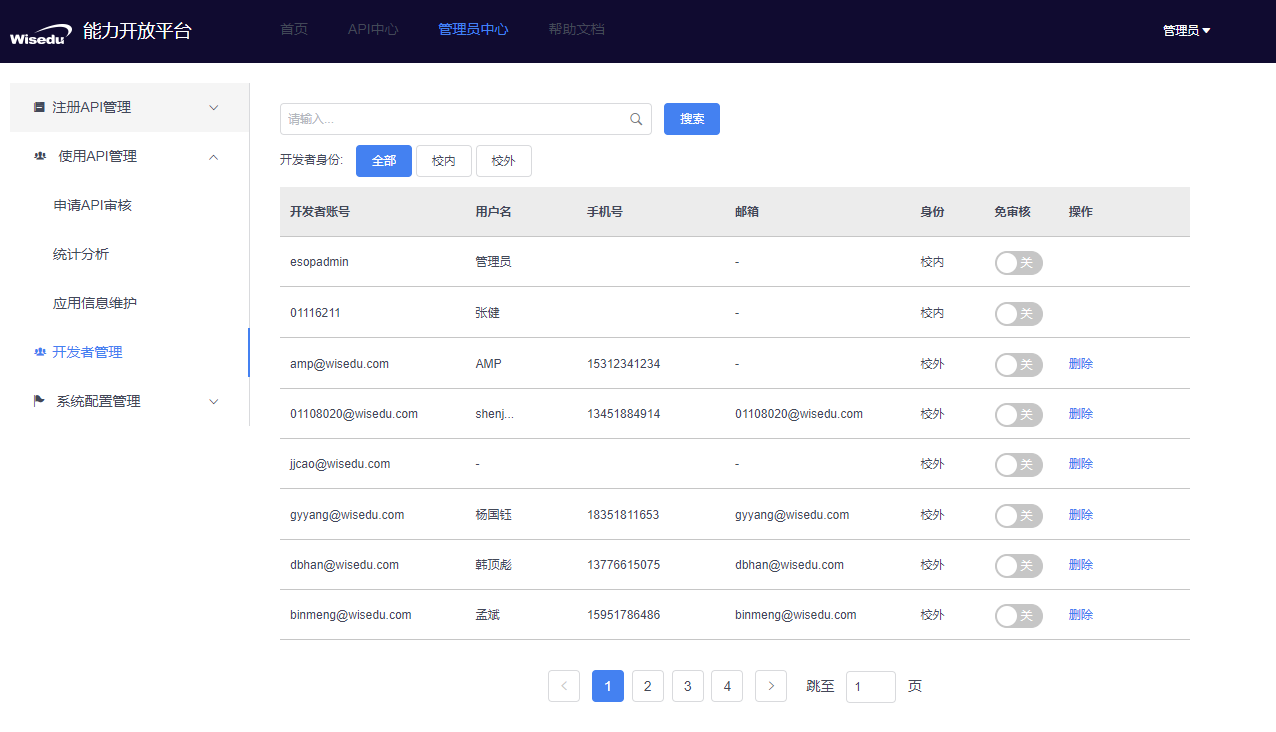 Wisedu 能力开放平台 首页 API中心 管理员中心 帮助文档 管理员
注册API管理
使用API管理
申请API审核
统计分析
应用信息维护
开发者管理
系统配置管理
请输入... 搜索
开发者身份: 全部 校内 校外
开发者账号 用户名 手机号 邮箱 身份 免审核 操作
esopadmin 管理员 - 校内 关
01116211 张健 - 校内 关
amp@wisedu.com AMP 15312341234 - 校外 关 删除
01108020@wisedu.com shenj... 13451884914 01108020@wisedu.com 校外 关 删除
jjcao@wisedu.com - - 校外 关 删除
gyyang@wisedu.com 杨国钰 18351811653 gyyang@wisedu.com 校外 关 删除
dbhan@wisedu.com 韩顶彪 13776615075 dbhan@wisedu.com 校外 关 删除
binmeng@wisedu.com 孟斌 15951786486 binmeng@wisedu.com 校外 关 删除
< 1 2 3 4 > 跳至 1 页